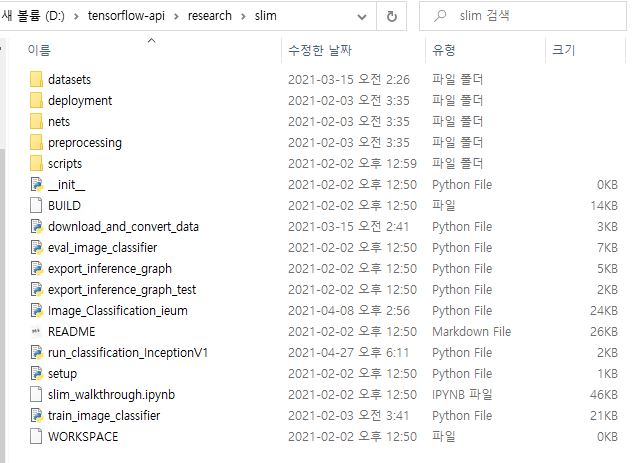 새 볼륨 (D:) > tensorflow-api > research > slim slim 검색
이름 수정한 날짜 유형 크기
datasets 2021-03-15 오전 2:26 파일 폴더
deployment 2021-02-03 오전 3:35 파일 폴더
nets 2021-02-03 오전 3:35 파일 폴더
preprocessing 2021-02-03 오전 3:35 파일 폴더
scripts 2021-02-02 오후 12:59 파일 폴더
__init__ 2021-02-02 오후 12:50 Python File 0KB
BUILD 2021-02-02 오후 12:50 파일 14KB
download_and_convert_data 2021-03-15 오전 2:41 Python File 3KB
eval_image_classifier 2021-02-02 오후 12:50 Python File 7KB
export_inference_graph 2021-02-02 오후 12:50 Python File 5KB
export_inference_graph_test 2021-02-02 오후 12:50 Python File 2KB
Image_Classification_ieum 2021-04-08 오후 2:56 Python File 24KB
README 2021-02-02 오후 12:50 Markdown File 26KB
run_classification_InceptionV1 2021-04-27 오후 6:11 Python File 2KB
setup 2021-02-02 오후 12:50 Python File 1KB
slim_walkthrough.ipynb 2021-02-02 오후 12:50 IPYNB 파일 46KB
train_image_classifier 2021-02-03 오전 3:41 Python File 21KB
WORKSPACE 2021-02-02 오후 12:50 파일 0KB